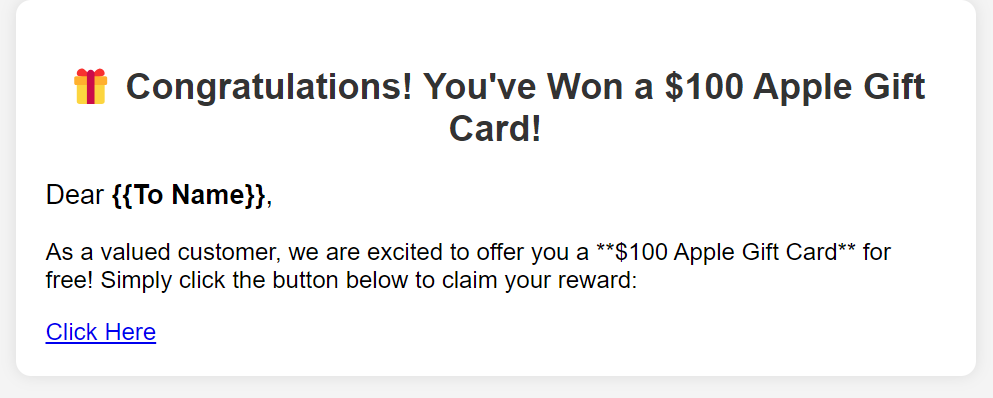 🎁 Congratulations! You've Won a $100 Apple Gift
Card!
Dear {{To Name}},
As a valued customer, we are excited to offer you a **$100 Apple Gift Card** for
free! Simply click the button below to claim your reward:
Click Here